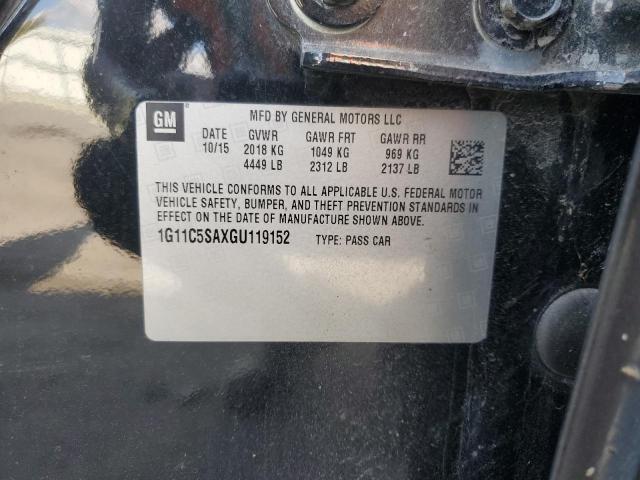 GM
MFD BY GENERAL MOTORS LLC
DATE GVWR GAWR FRT GAWR RR
10/15 2018 KG 1049 KG 969 KG
4449 LB 2312 LB 2137 LB
THIS VEHICLE CONFORMS TO ALL APPLICABLE U.S. FEDERAL MOTOR
VEHICLE SAFETY, BUMPER, AND THEFT PREVENTION STANDARDS IN
EFFECT ON THE DATE OF MANUFACTURE SHOWN ABOVE.
1G11C5SAXGU119152 TYPE: PASS CAR